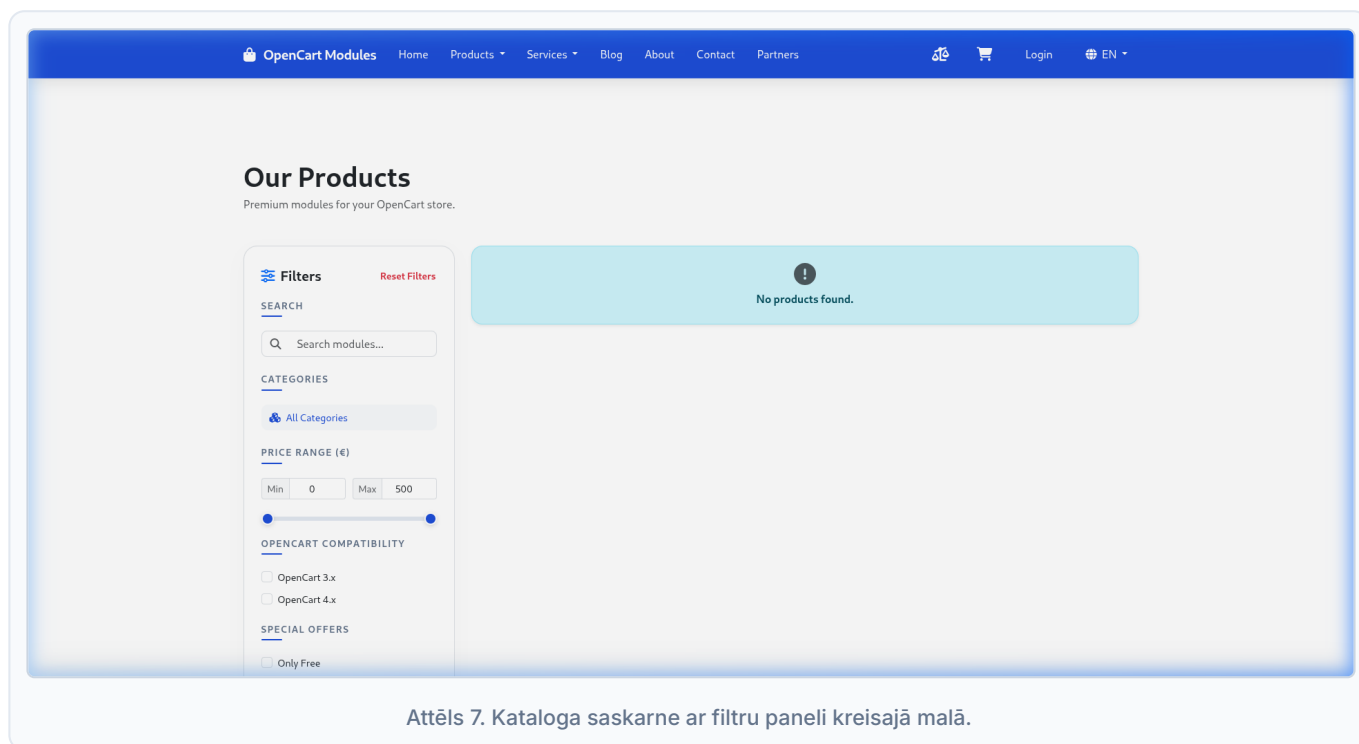 OpenCart Modules Home Products Services Blog About Contact Partners Login EN
Our Products
Premium modules for your OpenCart store.
Filters Reset Filters
SEARCH
Search modules...
CATEGORIES
All Categories
PRICE RANGE (€)
Min 0 Max 500
OPENCART COMPATIBILITY
OpenCart 3.x
OpenCart 4.x
SPECIAL OFFERS
Only Free
No products found.
Attēls 7. Kataloga saskarne ar filtru paneli kreisajā malā.